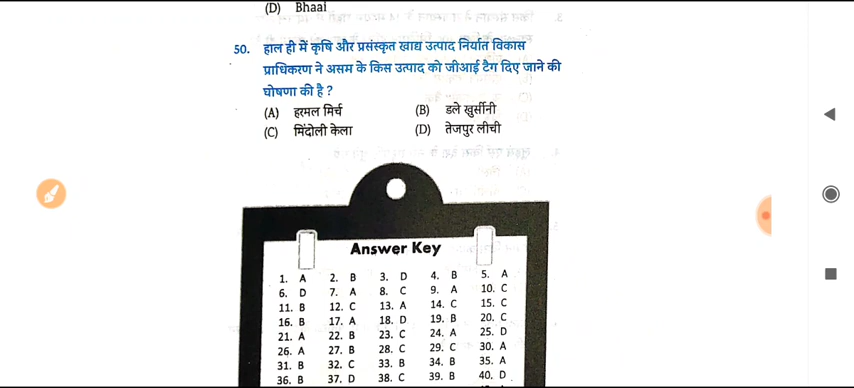 (D) Bhaal
50. हाल ही में कृषि और प्रसंस्कृत खाद्य उत्पाद निर्यात विकास
प्राधिकरण ने असम के किस उत्पाद को जीआई टैग दिए जाने की
घोषणा की है ?
(A) हरमल मिर्च (B) डले खुर्सीनी
(C) मिंदोली केला (D) तेजपुर लीची
Answer Key
1. A 2. B 3. D 4. B 5. A
6. D 7. A 8. C 9. A 10. C
11. B 12. C 13. A 14. C 15. C
16. B 17. A 18. D 19. B 20. C
21. A 22. B 23. C 24. A 25. D
26. A 27. B 28. C 29. C 30. A
31. B 32. C 33. B 34. B 35. A
36. B 37. D 38. C 39. B 40. D